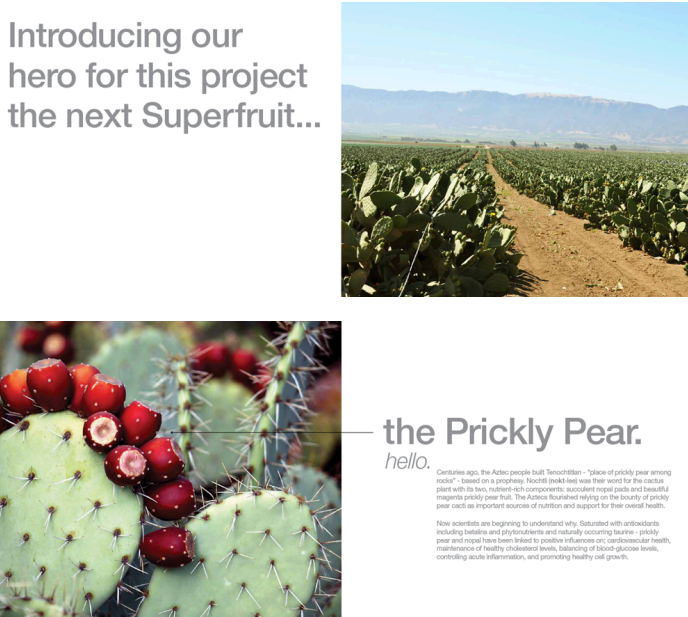 Introducing our
hero for this project
the next Superfruit...
the Prickly Pear.
hello.
Centuries ago, the Aztec people built Tenochtitlan - "place of prickly pear among
rocks" - based on a prophesy. Nochtli (nokt-lee) was their word for the cactus
plant with its two, nutrient-rich components: succulent nopal pads and beautiful
magenta prickly pear fruit. The Aztecs flourished relying on the bounty of prickly
pear cacti as important sources of nutrition and support for their overall health.
Now scientists are beginning to understand why. Saturated with antioxidants
including betalins and phytonutrients and naturally occurring taurine - prickly
pear and nopal have been linked to positive influences on; cardiovascular health,
maintenance of healthy cholesterol levels, balancing of blood-glucose levels,
controlling acute inflammation, and promoting healthy cell growth.